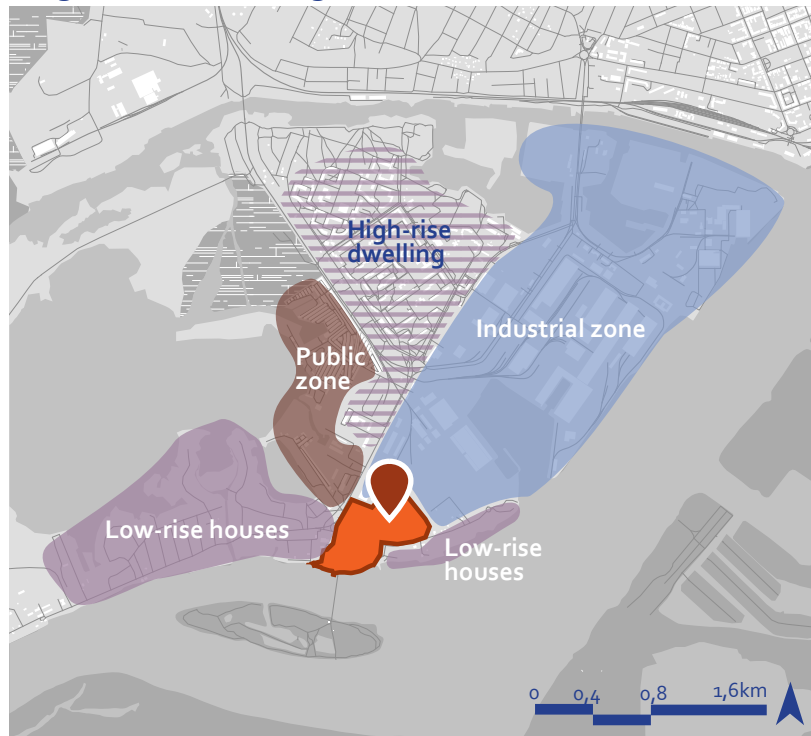 High-rise
dwelling
Industrial zone
Public
zone
Low-rise houses
Low-rise
houses
0 0,4 0,8 1,6km